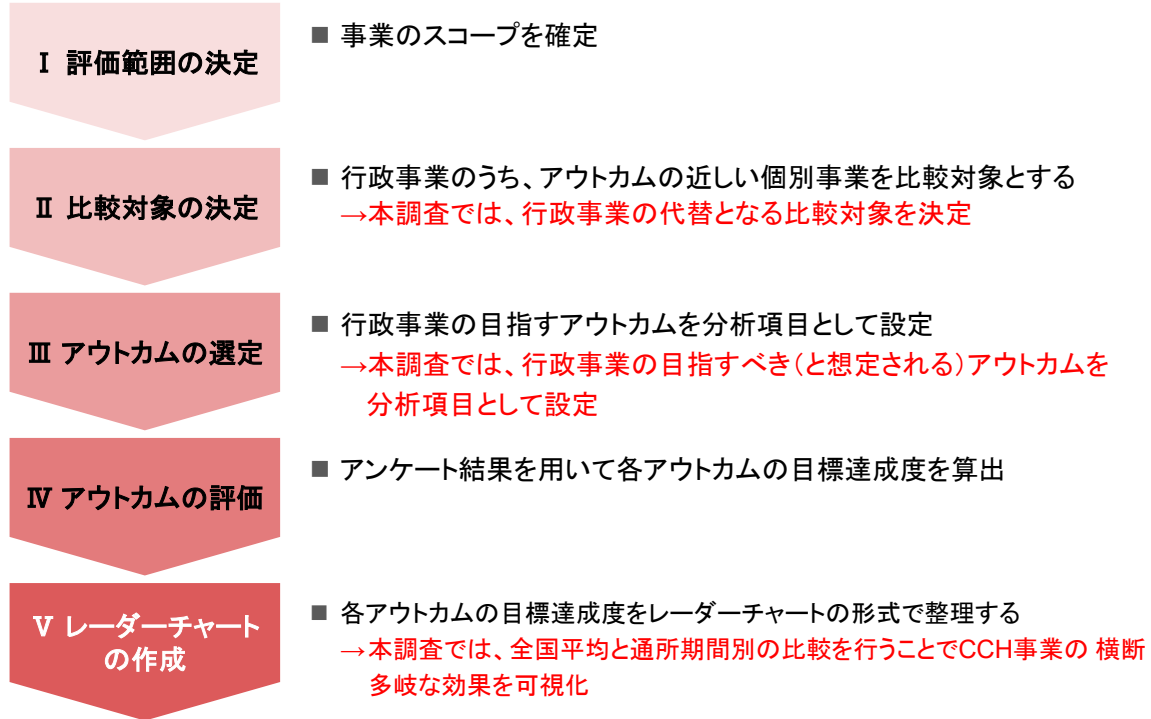 Ⅰ 評価範囲の決定
■ 事業のスコープを確定
Ⅱ 比較対象の決定
■ 行政事業のうち、アウトカムの近しい個別事業を比較対象とする
→本調査では、行政事業の代替となる比較対象を決定
Ⅲ アウトカムの選定
■ 行政事業の目指すアウトカムを分析項目として設定
→本調査では、行政事業の目指すべき(と想定される)アウトカムを
分析項目として設定
Ⅳ アウトカムの評価
■ アンケート結果を用いて各アウトカムの目標達成度を算出
Ⅴ レーダーチャート
の作成
■ 各アウトカムの目標達成度をレーダーチャートの形式で整理する
→本調査では、全国平均と通所期間別の比較を行うことでCCH事業の 横断
多岐な効果を可視化